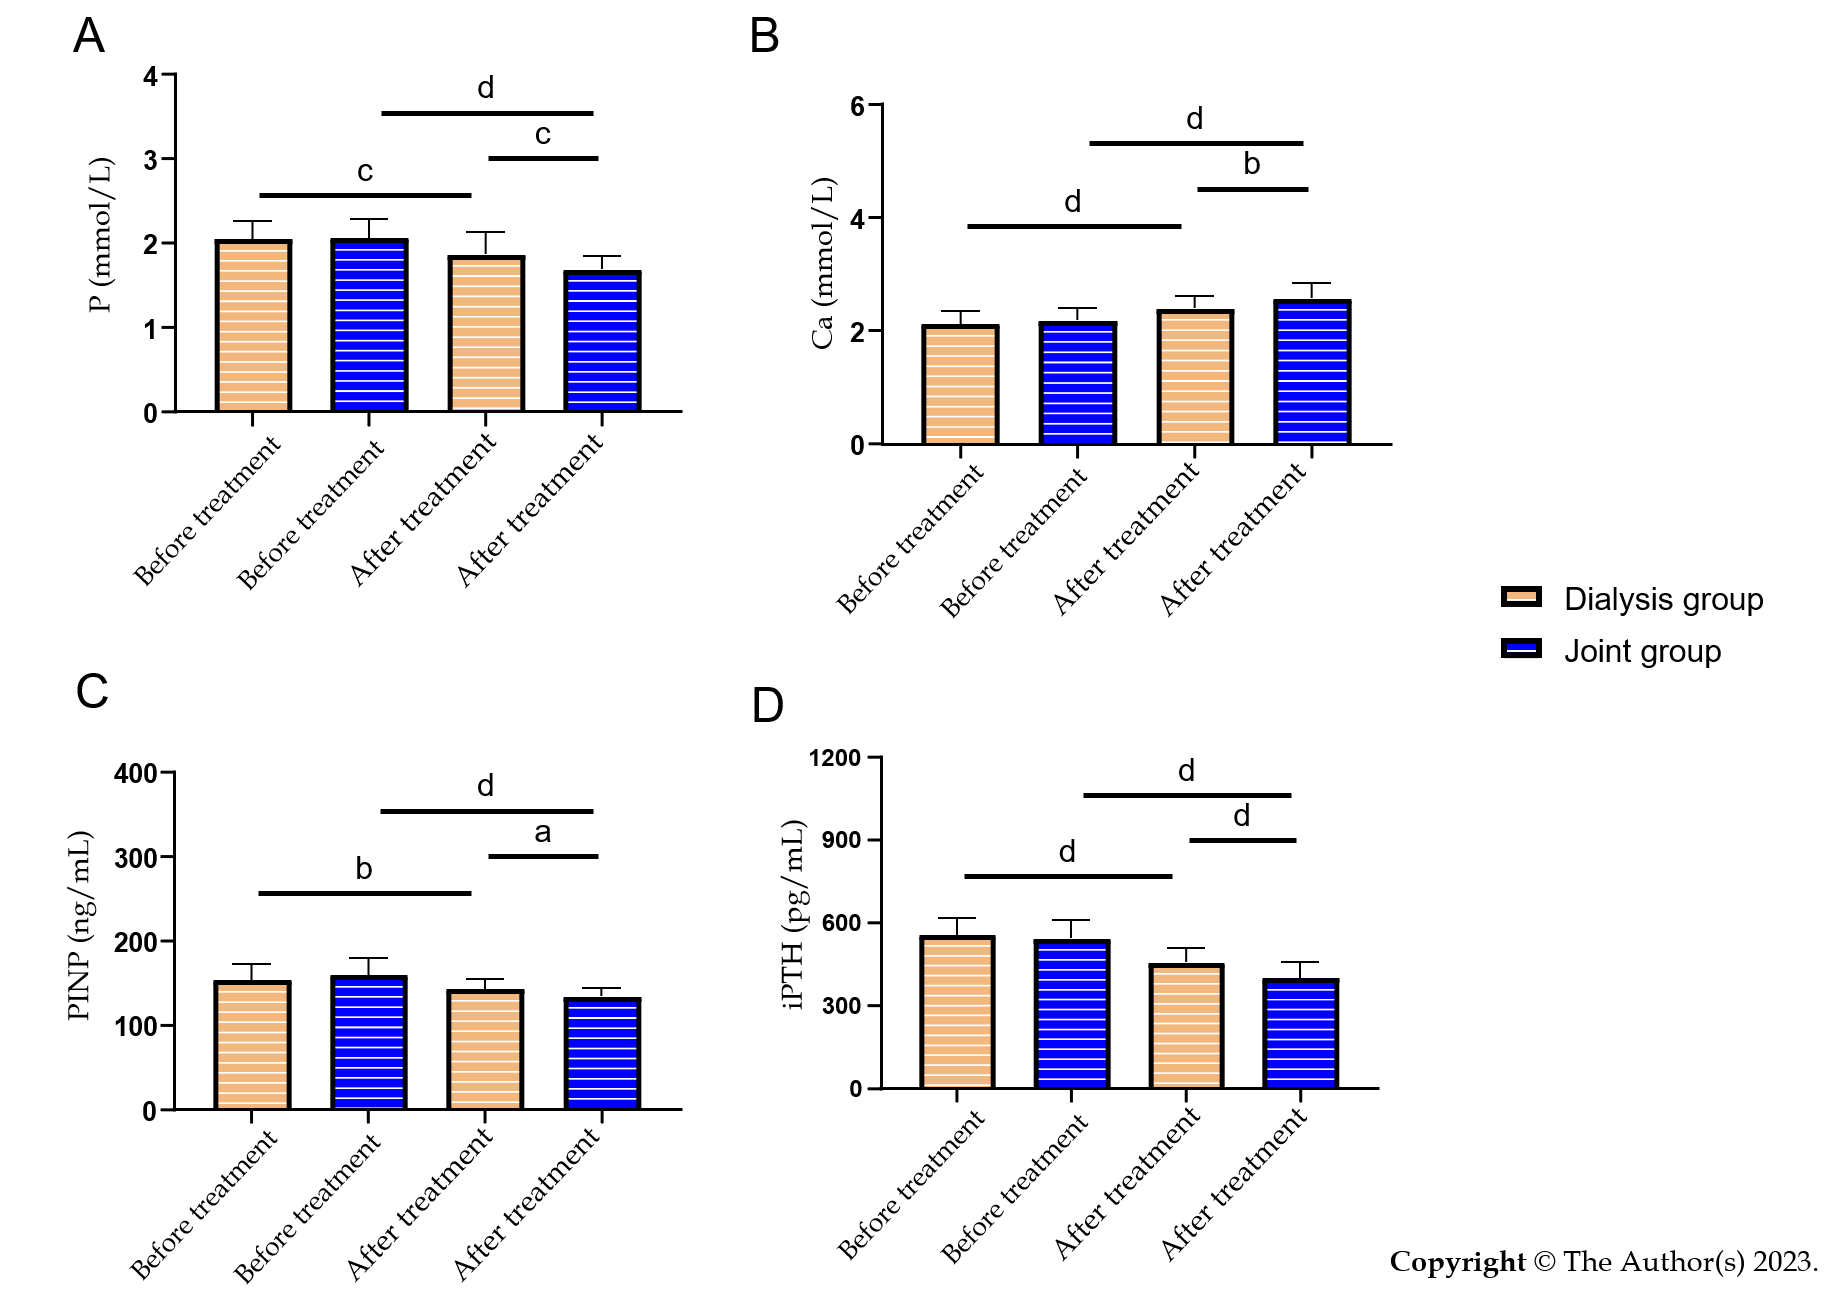 A
P (mmol/L)
4
3
2
1
0
d
c
c
Before treatment
Before treatment
After treatment
After treatment
B
Ca (mmol/L)
6
4
2
0
d
b
d
Before treatment
Before treatment
After treatment
After treatment
Dialysis group
Joint group
C
PINP (ng/mL)
400
300
200
100
0
d
a
b
Before treatment
Before treatment
After treatment
After treatment
D
iPTH (pg/mL)
1200
900
600
300
0
d
d
d
Before treatment
Before treatment
After treatment
After treatment
Copyright © The Author(s) 2023.